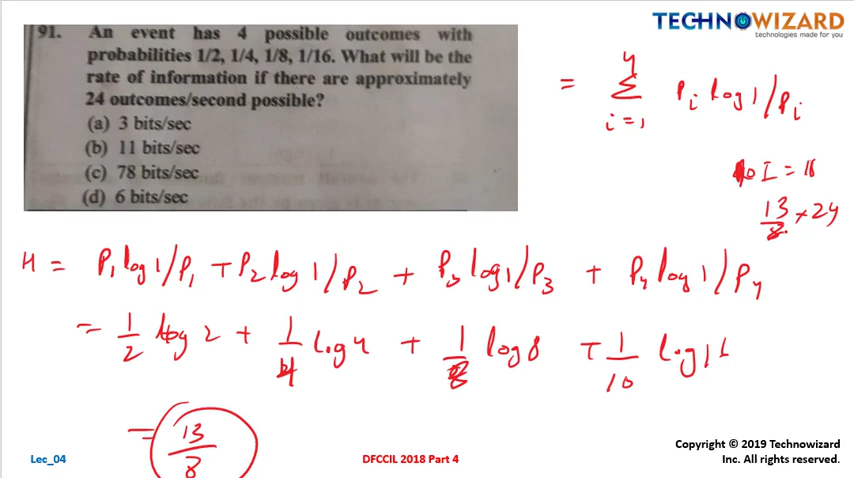 91. An event has 4 possible outcomes with
probabilities 1/2, 1/4, 1/8, 1/16. What will be the
rate of information if there are approximately
24 outcomes/second possible?
(a) 3 bits/sec
(b) 11 bits/sec
(c) 78 bits/sec
(d) 6 bits/sec
TECHNOWIZARD
technologies made for you
= 4 Σ i=1 Pi log 1/Pi
I = 16
13/8 × 24
H = P1 log 1/P1 + P2 log 1/P2 + P3 log 1/P3 + P4 log 1/P4
= 1/2 log 2 + 1/4 log 4 + 1/8 log 8 + 1/10 log 16
= 13/8
Lec_04
DFCCIL 2018 Part 4
Copyright © 2019 Technowizard
Inc. All rights reserved.